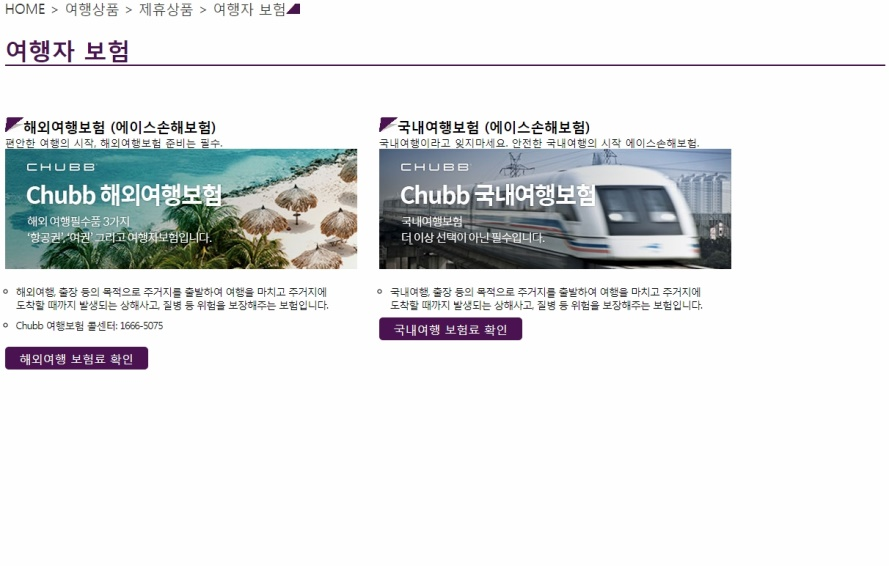 HOME > 여행상품 > 제휴상품 > 여행자 보험
여행자 보험
해외여행보험 (에이스손해보험)
편안한 여행의 시작, 해외여행보험 준비는 필수.
CHUBB
Chubb 해외여행보험
해외 여행필수품 3가지
‘항공권’, ‘여권’ 그리고 여행자보험입니다.
해외여행, 출장 등의 목적으로 주거지를 출발하여 여행을 마치고 주거지에
도착할 때까지 발생되는 상해사고, 질병 등 위험을 보장해주는 보험입니다.
Chubb 여행보험 콜센터: 1666-5075
해외여행 보험료 확인
국내여행보험 (에이스손해보험)
국내여행이라고 잊지마세요. 안전한 국내여행의 시작 에이스손해보험.
CHUBB
Chubb 국내여행보험
국내여행보험
더 이상 선택이 아닌 필수입니다.
국내여행, 출장 등의 목적으로 주거지를 출발하여 여행을 마치고 주거지에
도착할 때까지 발생되는 상해사고, 질병 등 위험을 보장해주는 보험입니다.
국내여행 보험료 확인